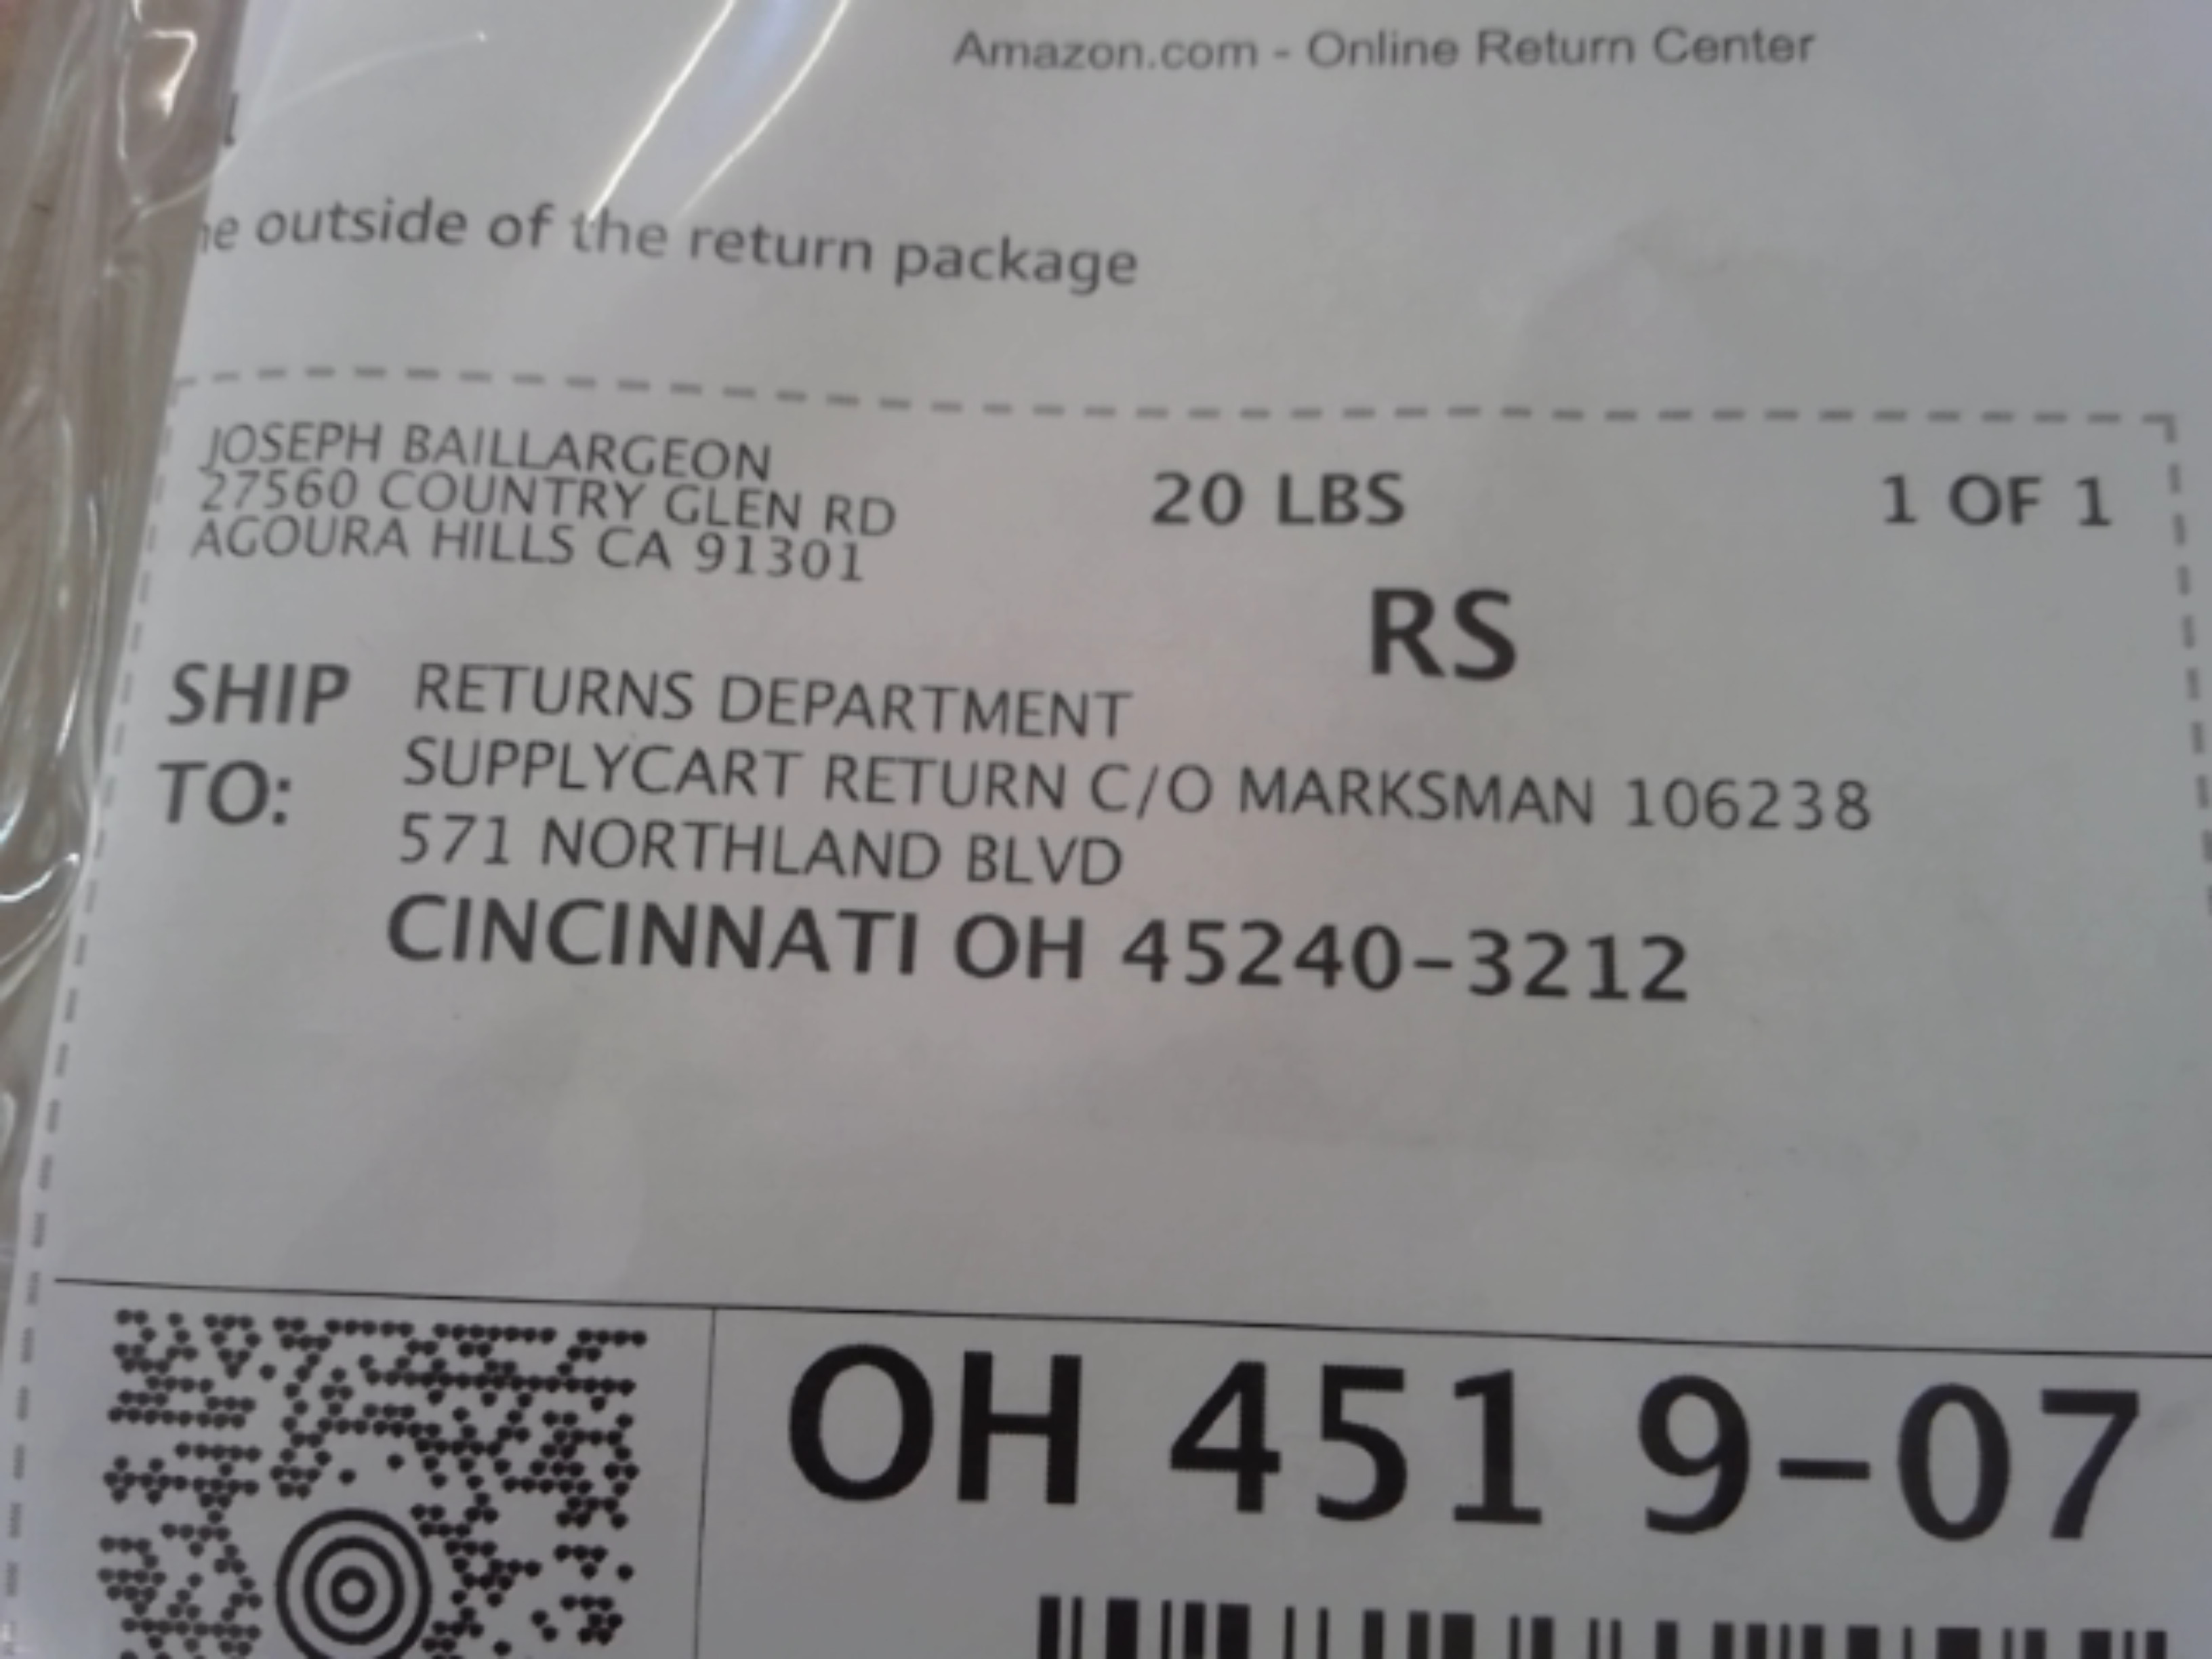 Amazon.com - Online Return Center
outside of the return package
JOSEPH BAILLARGEON
27560 COUNTRY GLEN RD
AGOURA HILLS CA 91301
20 LBS
1 OF 1
RS
SHIP TO:
RETURNS DEPARTMENT
SUPPLYCART RETURN C/O MARKSMAN 106238
571 NORTHLAND BLVD
CINCINNATI OH 45240-3212
OH 451 9-07